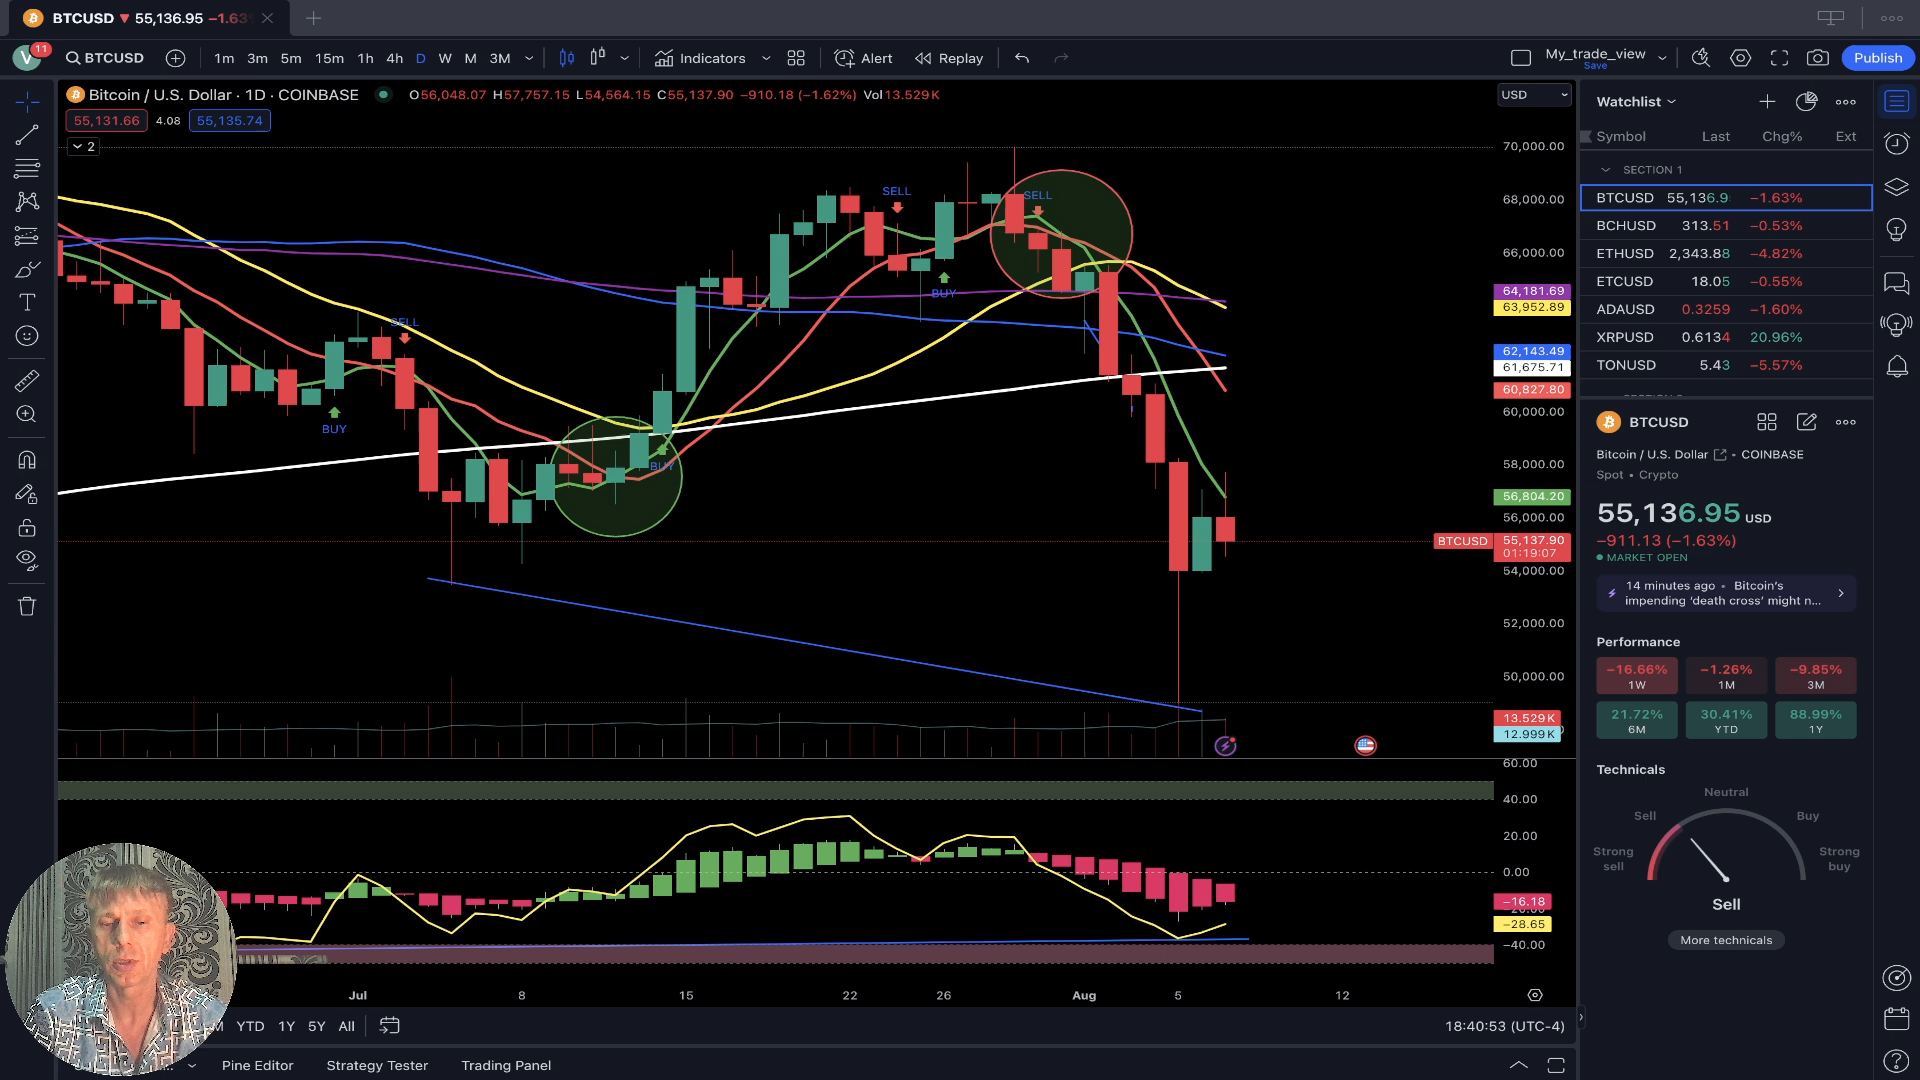 BTCUSD ▼ 55,136.95 −1.63
V 11 BTCUSD 1m 3m 5m 15m 1h 4h D W M 3M Indicators Alert Replay My_trade_view Save Publish
Bitcoin / U.S. Dollar · 1D · COINBASE O56,048.07 H57,757.15 L54,564.15 C55,137.90 −910.18 (−1.62%) Vol13.529K
55,131.66 4.08 55,135.74
2
USD
70,000.00
68,000.00
66,000.00
64,181.69
63,952.89
62,143.49
61,675.71
60,827.80
60,000.00
58,000.00
56,804.20
56,000.00
BTCUSD 55,137.90
01:19:07
54,000.00
52,000.00
50,000.00
13.529K
12.999K
SELL
BUY
BUY
SELL
BUY
SELL
60.00
40.00
20.00
0.00
−16.18
−28.65
−40.00
Jul 8 15 22 26 Aug 5 12
YTD 1Y 5Y All
18:40:53 (UTC-4)
Pine Editor Strategy Tester Trading Panel
Watchlist
Symbol Last Chg% Ext
SECTION 1
BTCUSD 55,136.9 −1.63%
BCHUSD 313.51 −0.53%
ETHUSD 2,343.88 −4.82%
ETCUSD 18.05 −0.55%
ADAUSD 0.3259 −1.60%
XRPUSD 0.6134 20.96%
TONUSD 5.43 −5.57%
BTCUSD
Bitcoin / U.S. Dollar • COINBASE
Spot • Crypto
55,136.95 USD
−911.13 (−1.63%)
MARKET OPEN
14 minutes ago • Bitcoin's
impending 'death cross' might n...
Performance
−16.66% −1.26% −9.85%
1W 1M 3M
21.72% 30.41% 88.99%
6M YTD 1Y
Technicals
Neutral
Sell Buy
Strong sell Strong buy
Sell
More technicals